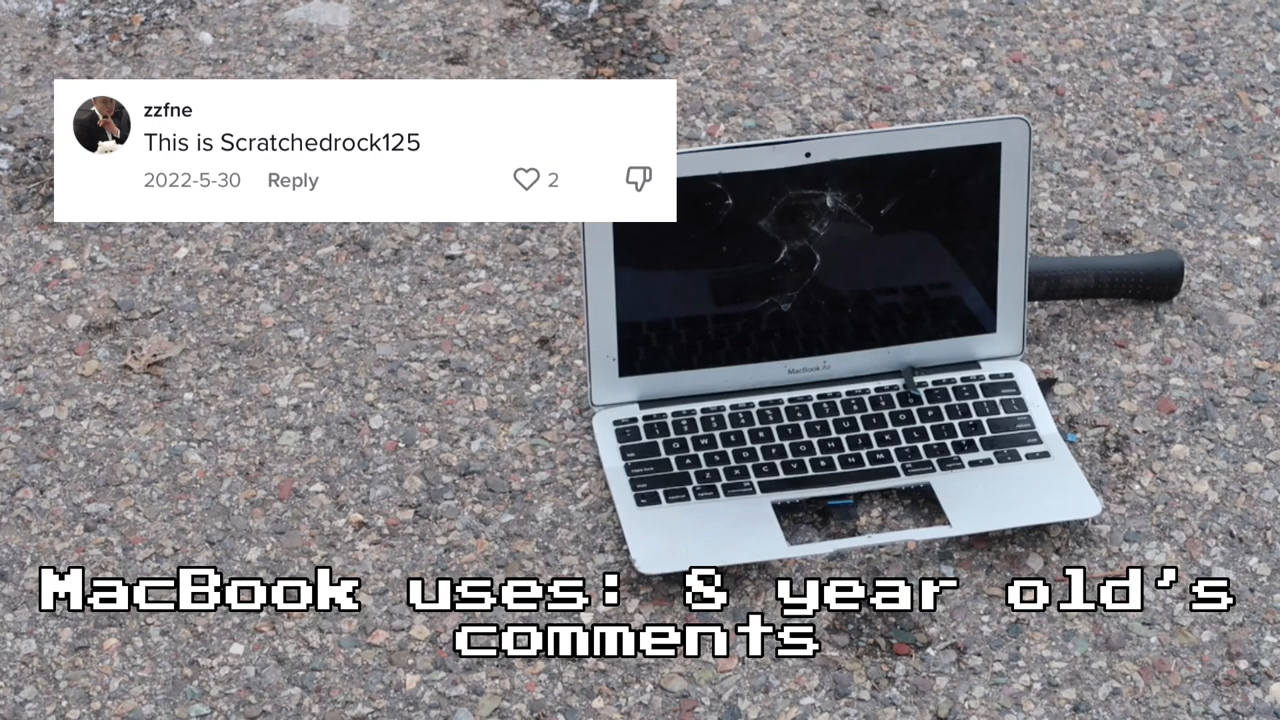 zzfne
This is Scratchedrock125
2022-5-30 Reply 2
MacBook Air
MacBook uses: 8 year old's
comments